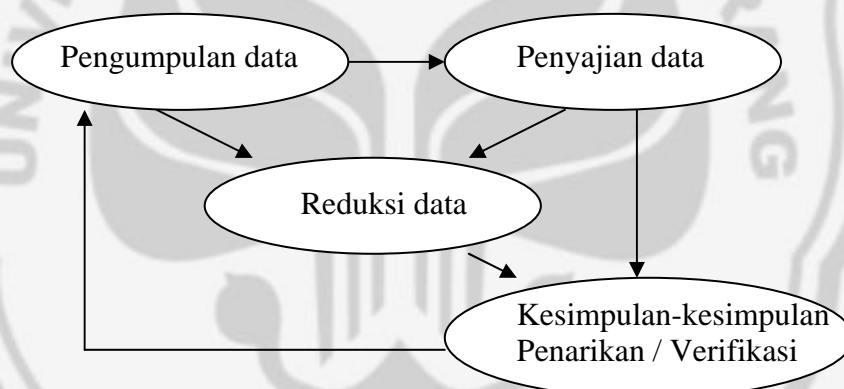 Pengumpulan data
Penyajian data
Reduksi data
Kesimpulan-kesimpulan
Penarikan / Verifikasi